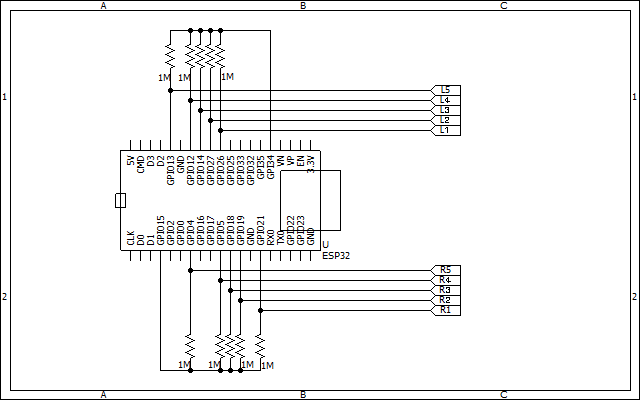 A B C
1M 1M 1M
1 1
L5
L4
L3
L2
L1
5V CMD D3 D2 GPIO13 GND GPIO12 GPIO14 GPIO27 GPIO26 GPIO25 GPIO33 GPIO32 GPIO35 GPIO34 VN VP EN 3.3V
CLK D0 D1 GPIO15 GPIO2 GPIO0 GPIO4 GPIO16 GPIO17 GPIO5 GPIO18 GPIO19 GND GPIO21 RX0 TX0 GPIO22 GPIO23 GND
U
ESP32
R5
R4
R3
R2
R1
2 2
1M 1M 1M 1M
A B C